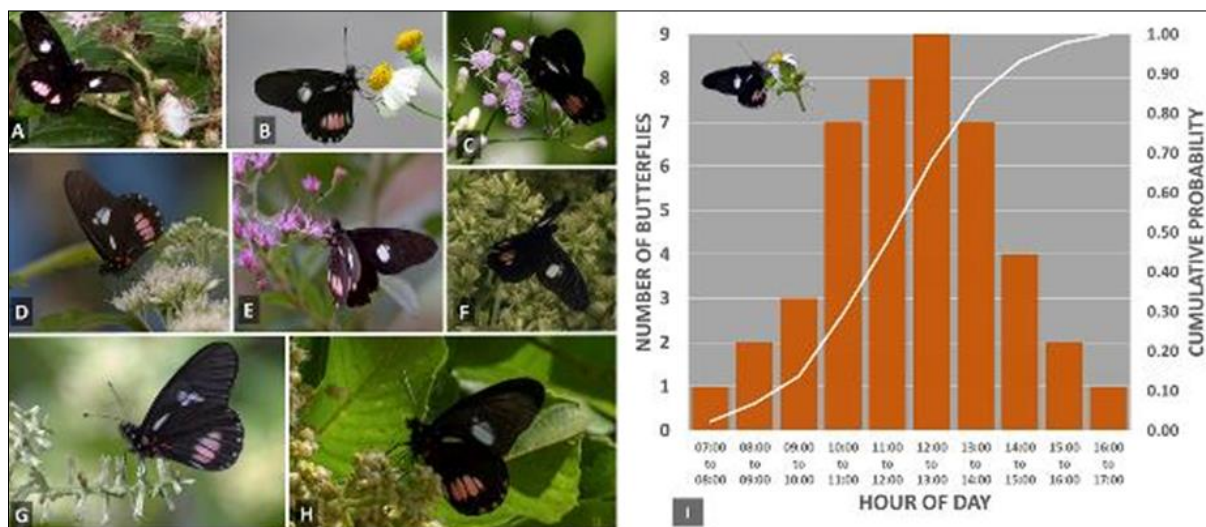 A
B
C
D
E
F
G
H
I
NUMBER OF BUTTERFLIES
9
8
7
6
5
4
3
2
1
0
CUMULATIVE PROBABILITY
1.00
0.90
0.80
0.70
0.60
0.50
0.40
0.30
0.20
0.10
0.00
07:00 08:00 09.00 10:00 11:00 12:00 13:00 14:00 15:00 16:00
to to to to to to to to to to
08:00 09:00 10.00 11:00 12:00 13:00 14:00 15:00 16:00 17:00
HOUR OF DAY